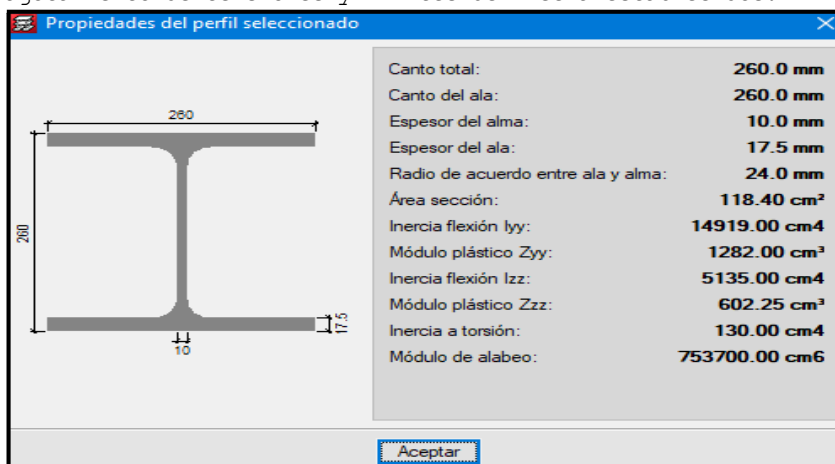 Propiedades del perfil seleccionado
260
260
17.5
10
Canto total: 260.0 mm
Canto del ala: 260.0 mm
Espesor del alma: 10.0 mm
Espesor del ala: 17.5 mm
Radio de acuerdo entre ala y alma: 24.0 mm
Área sección: 118.40 cm²
Inercia flexión Iyy: 14919.00 cm4
Módulo plástico Zyy: 1282.00 cm³
Inercia flexión Izz: 5135.00 cm4
Módulo plástico Zzz: 602.25 cm³
Inercia a torsión: 130.00 cm4
Módulo de alabeo: 753700.00 cm6
Aceptar